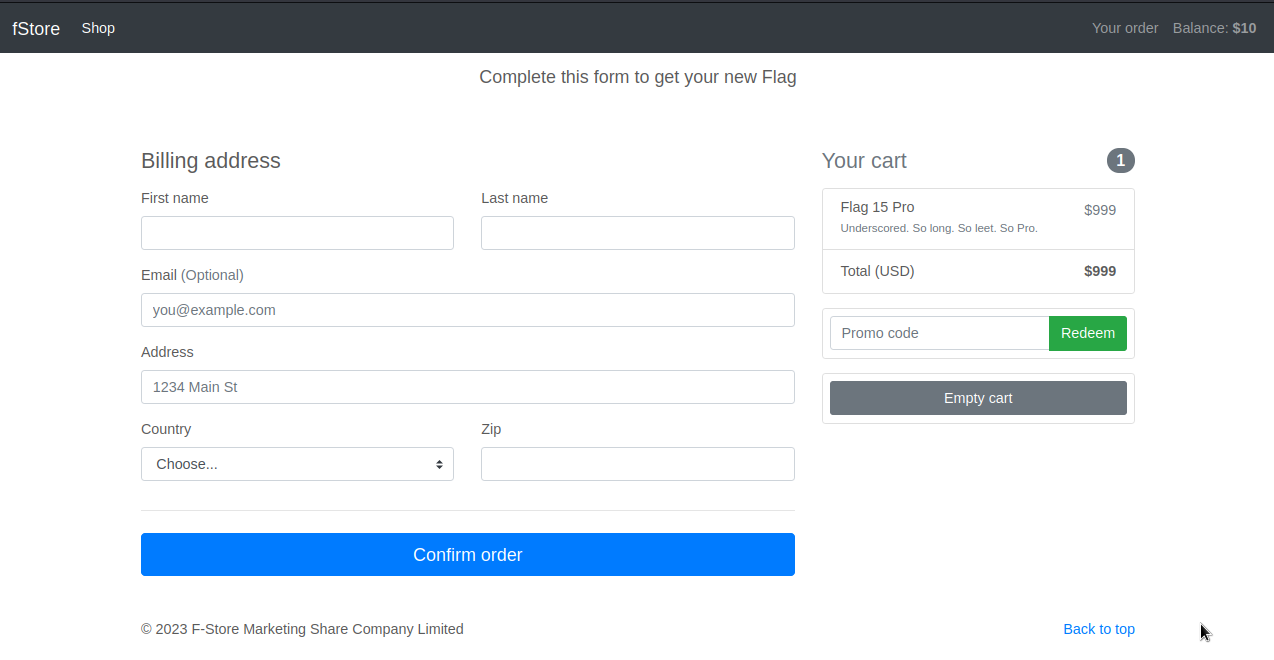 fStore Shop Your order Balance: $10
Complete this form to get your new Flag
Billing address
First name Last name
Email (Optional)
you@example.com
Address
1234 Main St
Country Zip
Choose...
Confirm order
Your cart 1
Flag 15 Pro $999
Underscored. So long. So leet. So Pro.
Total (USD) $999
Promo code Redeem
Empty cart
© 2023 F-Store Marketing Share Company Limited Back to top